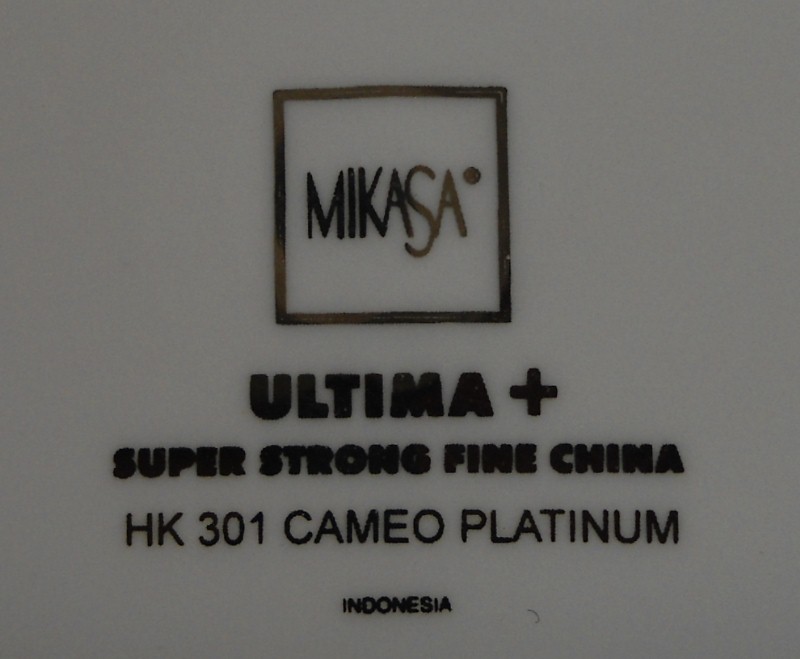 MIKASA
ULTIMA +
SUPER STRONG FINE CHINA
HK 301 CAMEO PLATINUM
INDONESIA